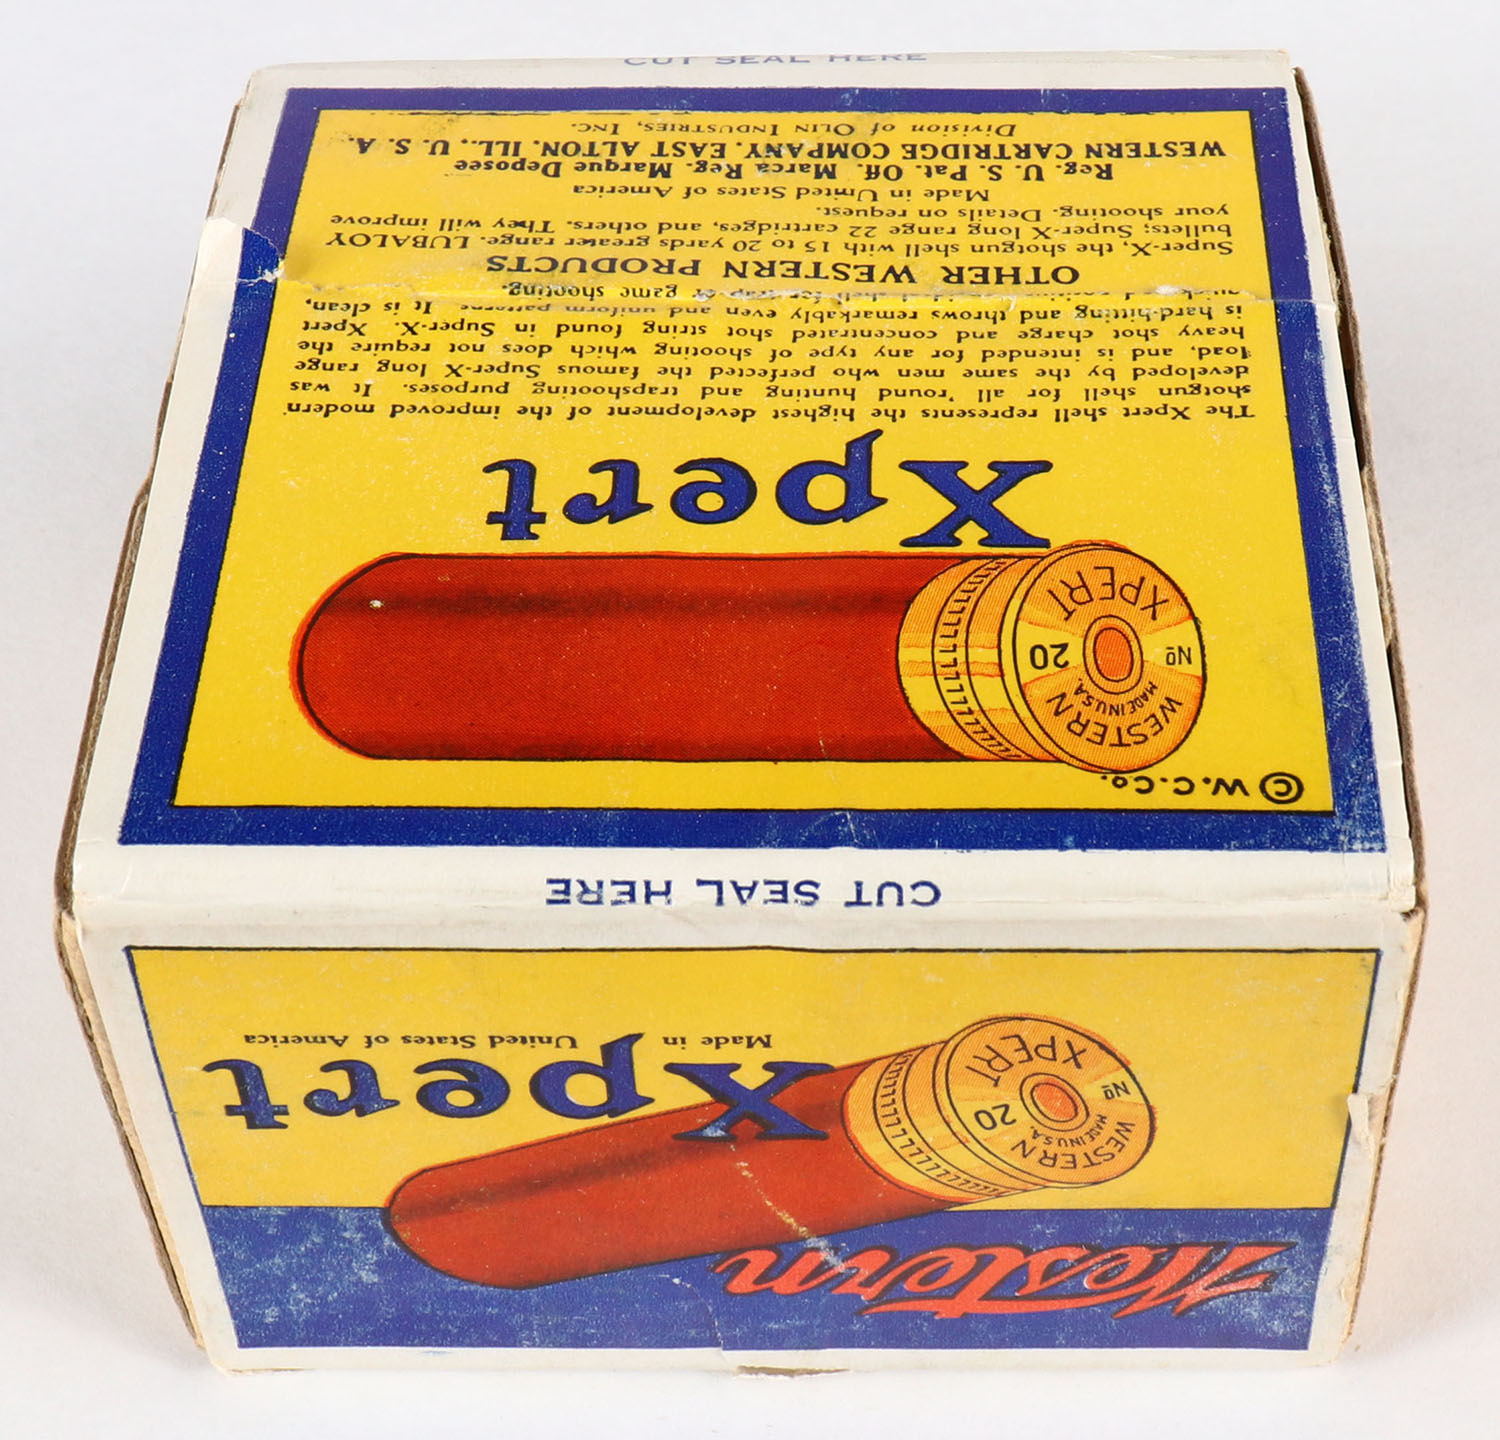 Western
WESTERN
MADE IN U.S.A.
No 20
XPERT
Xpert
Made in United States of America
CUT SEAL HERE
© W.C.Co.
WESTERN
MADE IN U.S.A.
No 20
XPERT
Xpert
The Xpert shell represents the highest development of the improved modern
shotgun shell for all 'round hunting and trapshooting purposes. It was
developed by the same men who perfected the famous Super-X long range
load, and is intended for any type of shooting which does not require the
heavy shot charge and concentrated shot string found in Super-X. Xpert
is hard-hitting and throws remarkably even and uniform patterns. It is clean,
shell for trap or game shooting.
OTHER WESTERN PRODUCTS
Super-X, the shotgun shell with 15 to 20 yards greater range. LUBALOY
bullets; Super-X long range 22 cartridges, and others. They will improve
your shooting. Details on request.
Made in United States of America
Reg. U. S. Pat. Off. Marca Reg. Marque Deposee
WESTERN CARTRIDGE COMPANY, EAST ALTON, ILL., U. S. A.
Division of OLIN INDUSTRIES, INC.
CUT SEAL HERE